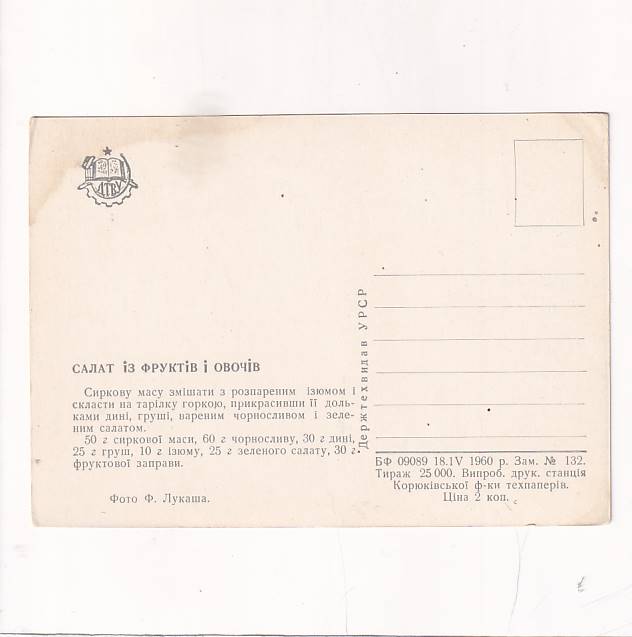 ДТВУ
САЛАТ ІЗ ФРУКТІВ І ОВОЧІВ
Сиркову масу змішати з розпареним ізюмом і
скласти на тарілку горкою, прикрасивши її доль-
ками дині, груші, вареним чорносливом і зеле-
ним салатом.
50 г сиркової маси, 60 г чорносливу, 30 г дині,
25 г груш, 10 г ізюму, 25 г зеленого салату, 30 г
фруктової заправи.
Фото Ф. Лукаша.
Держтехвидав УРСР
БФ 09089 18.IV 1960 р. Зам. № 132.
Тираж 25 000. Випроб. друк. станція
Корюківської ф-ки техпаперів.
Ціна 2 коп.